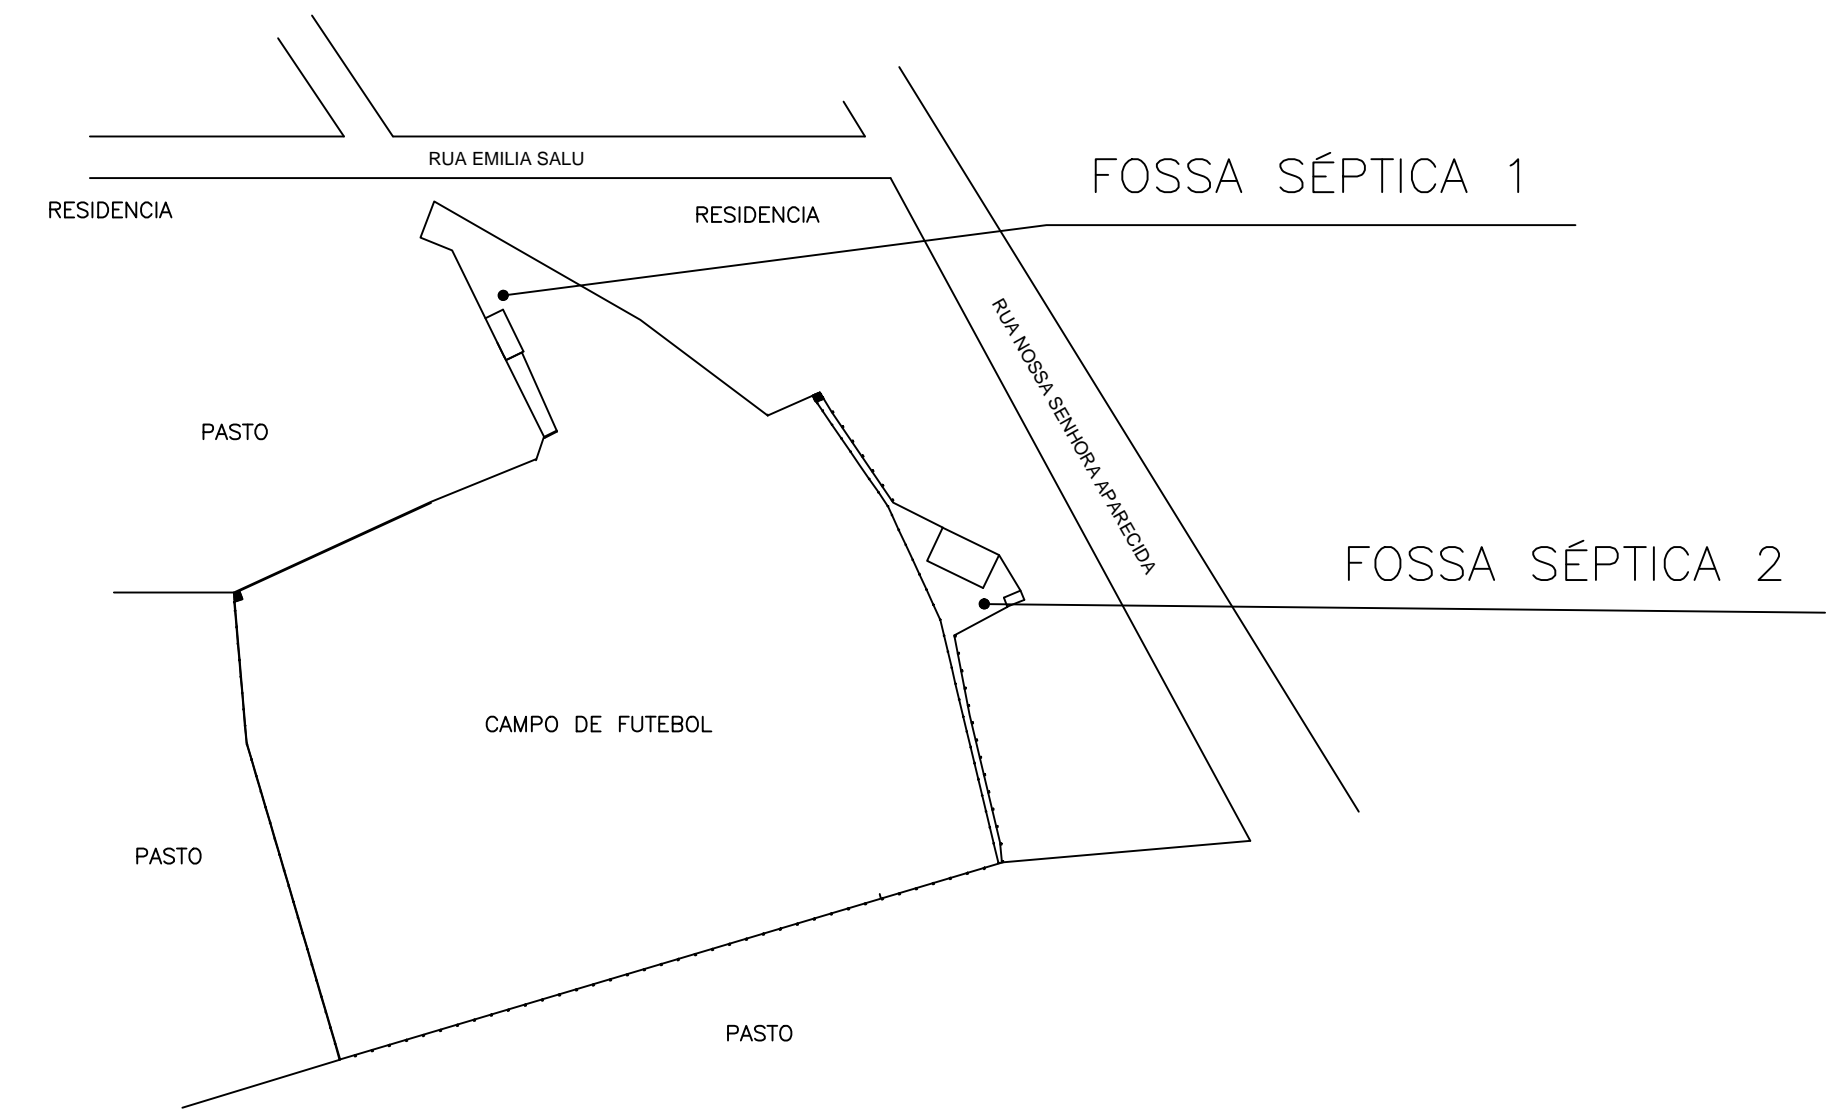 RUA EMILIA SALU
FOSSA SÉPTICA 1
RESIDENCIA
RESIDENCIA
RUA NOSSA SENHORA APARECIDA
PASTO
FOSSA SÉPTICA 2
CAMPO DE FUTEBOL
PASTO
PASTO